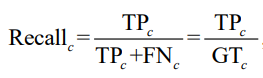 Recall_c = TP_c / (TP_c + FN_c) = TP_c / GT_c ,